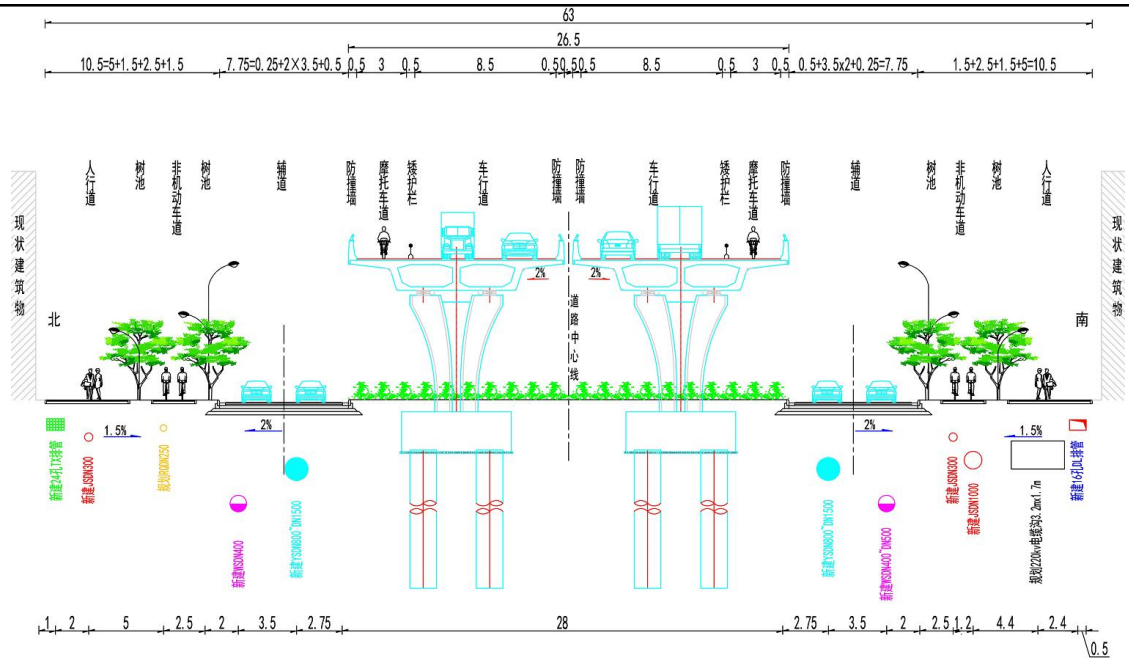 63
26.5
10.5=5+1.5+2.5+1.5
7.75=0.25+2×3.5+0.5
0.5
3
0.5
8.5
0.5
0.5
0.5
8.5
0.5
3
0.5
0.5+3.5x2+0.25=7.75
1.5+2.5+1.5+5=10.5
人行道
树池
非机动车道
树池
辅道
防撞墙
摩托车道
矮护栏
车行道
防撞墙
防撞墙
车行道
矮护栏
摩托车道
防撞墙
辅道
树池
非机动车道
树池
人行道
现状建筑物
现状建筑物
2%
2%
道路中心线
北
南
1.5%
2%
2%
1.5%
新建24孔TX排管
新建JSDN300
规划RQDN250
新建WSDN400
新建YSDN800~DN1500
新建YSDN800~DN1500
新建WSDN400~DN500
新建JSDN300
新建JSDN1000
规划220kv电缆沟3.2mx1.7m
新建16孔DL排管
1
2
5
2.5
2
3.5
2.75
28
2.75
3.5
2
2.5
1.2
4.4
2.4
0.5